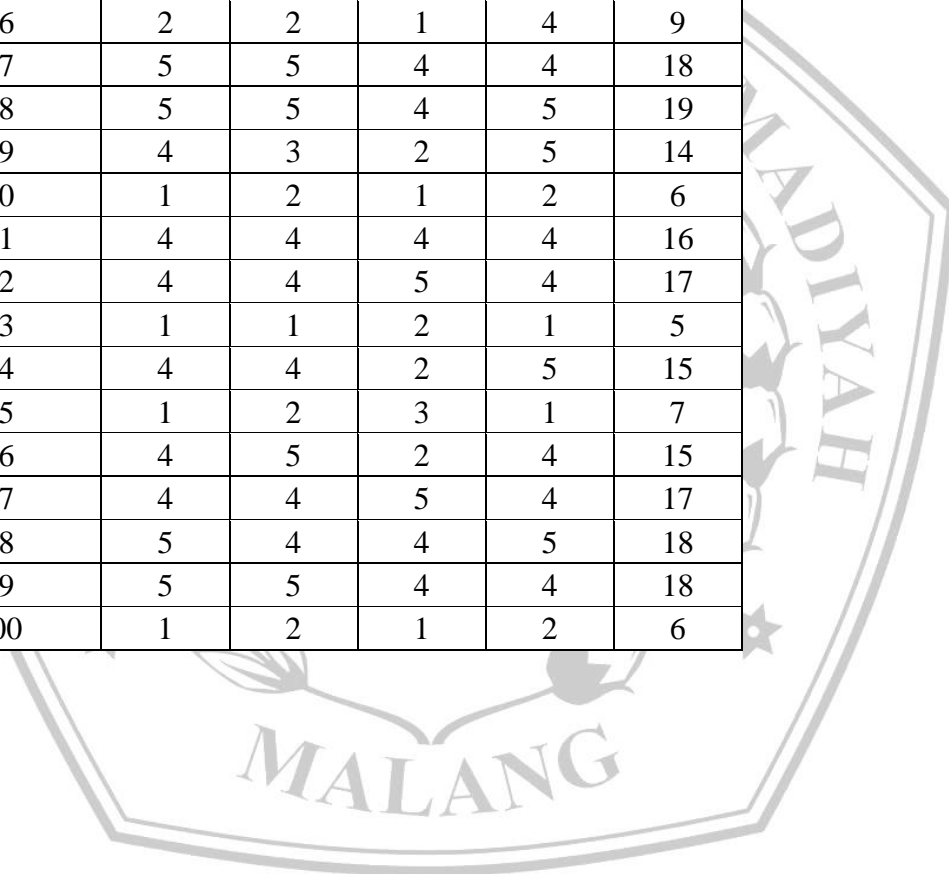 6 2 2 1 4 9
7 5 5 4 4 18
8 5 5 4 5 19
9 4 3 2 5 14
0 1 2 1 2 6
1 4 4 4 4 16
2 4 4 5 4 17
3 1 1 2 1 5
4 4 4 2 5 15
5 1 2 3 1 7
6 4 5 2 4 15
7 4 4 5 4 17
8 5 4 4 5 18
9 5 5 4 4 18
00 1 2 1 2 6
MADIYAH
MALANG